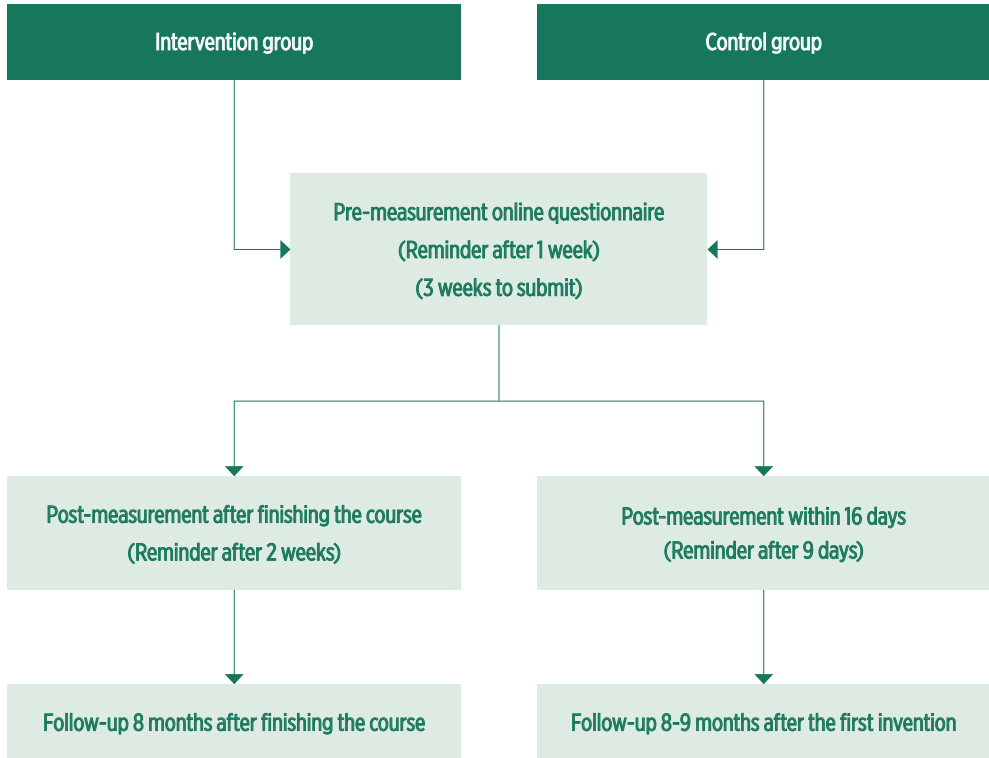 Intervention group
Control group
Pre-measurement online questionnaire
(Reminder after 1 week)
(3 weeks to submit)
Post-measurement after finishing the course
(Reminder after 2 weeks)
Post-measurement within 16 days
(Reminder after 9 days)
Follow-up 8 months after finishing the course
Follow-up 8-9 months after the first invention